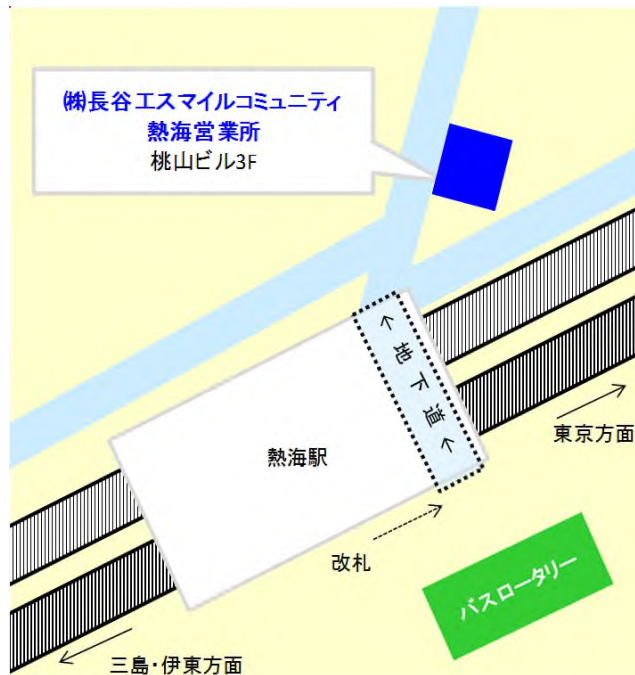 ㈱長谷工スマイルコミュニティ
熱海営業所
桃山ビル3F
←地下道←
熱海駅
東京方面
改札
バスロータリー
三島・伊東方面